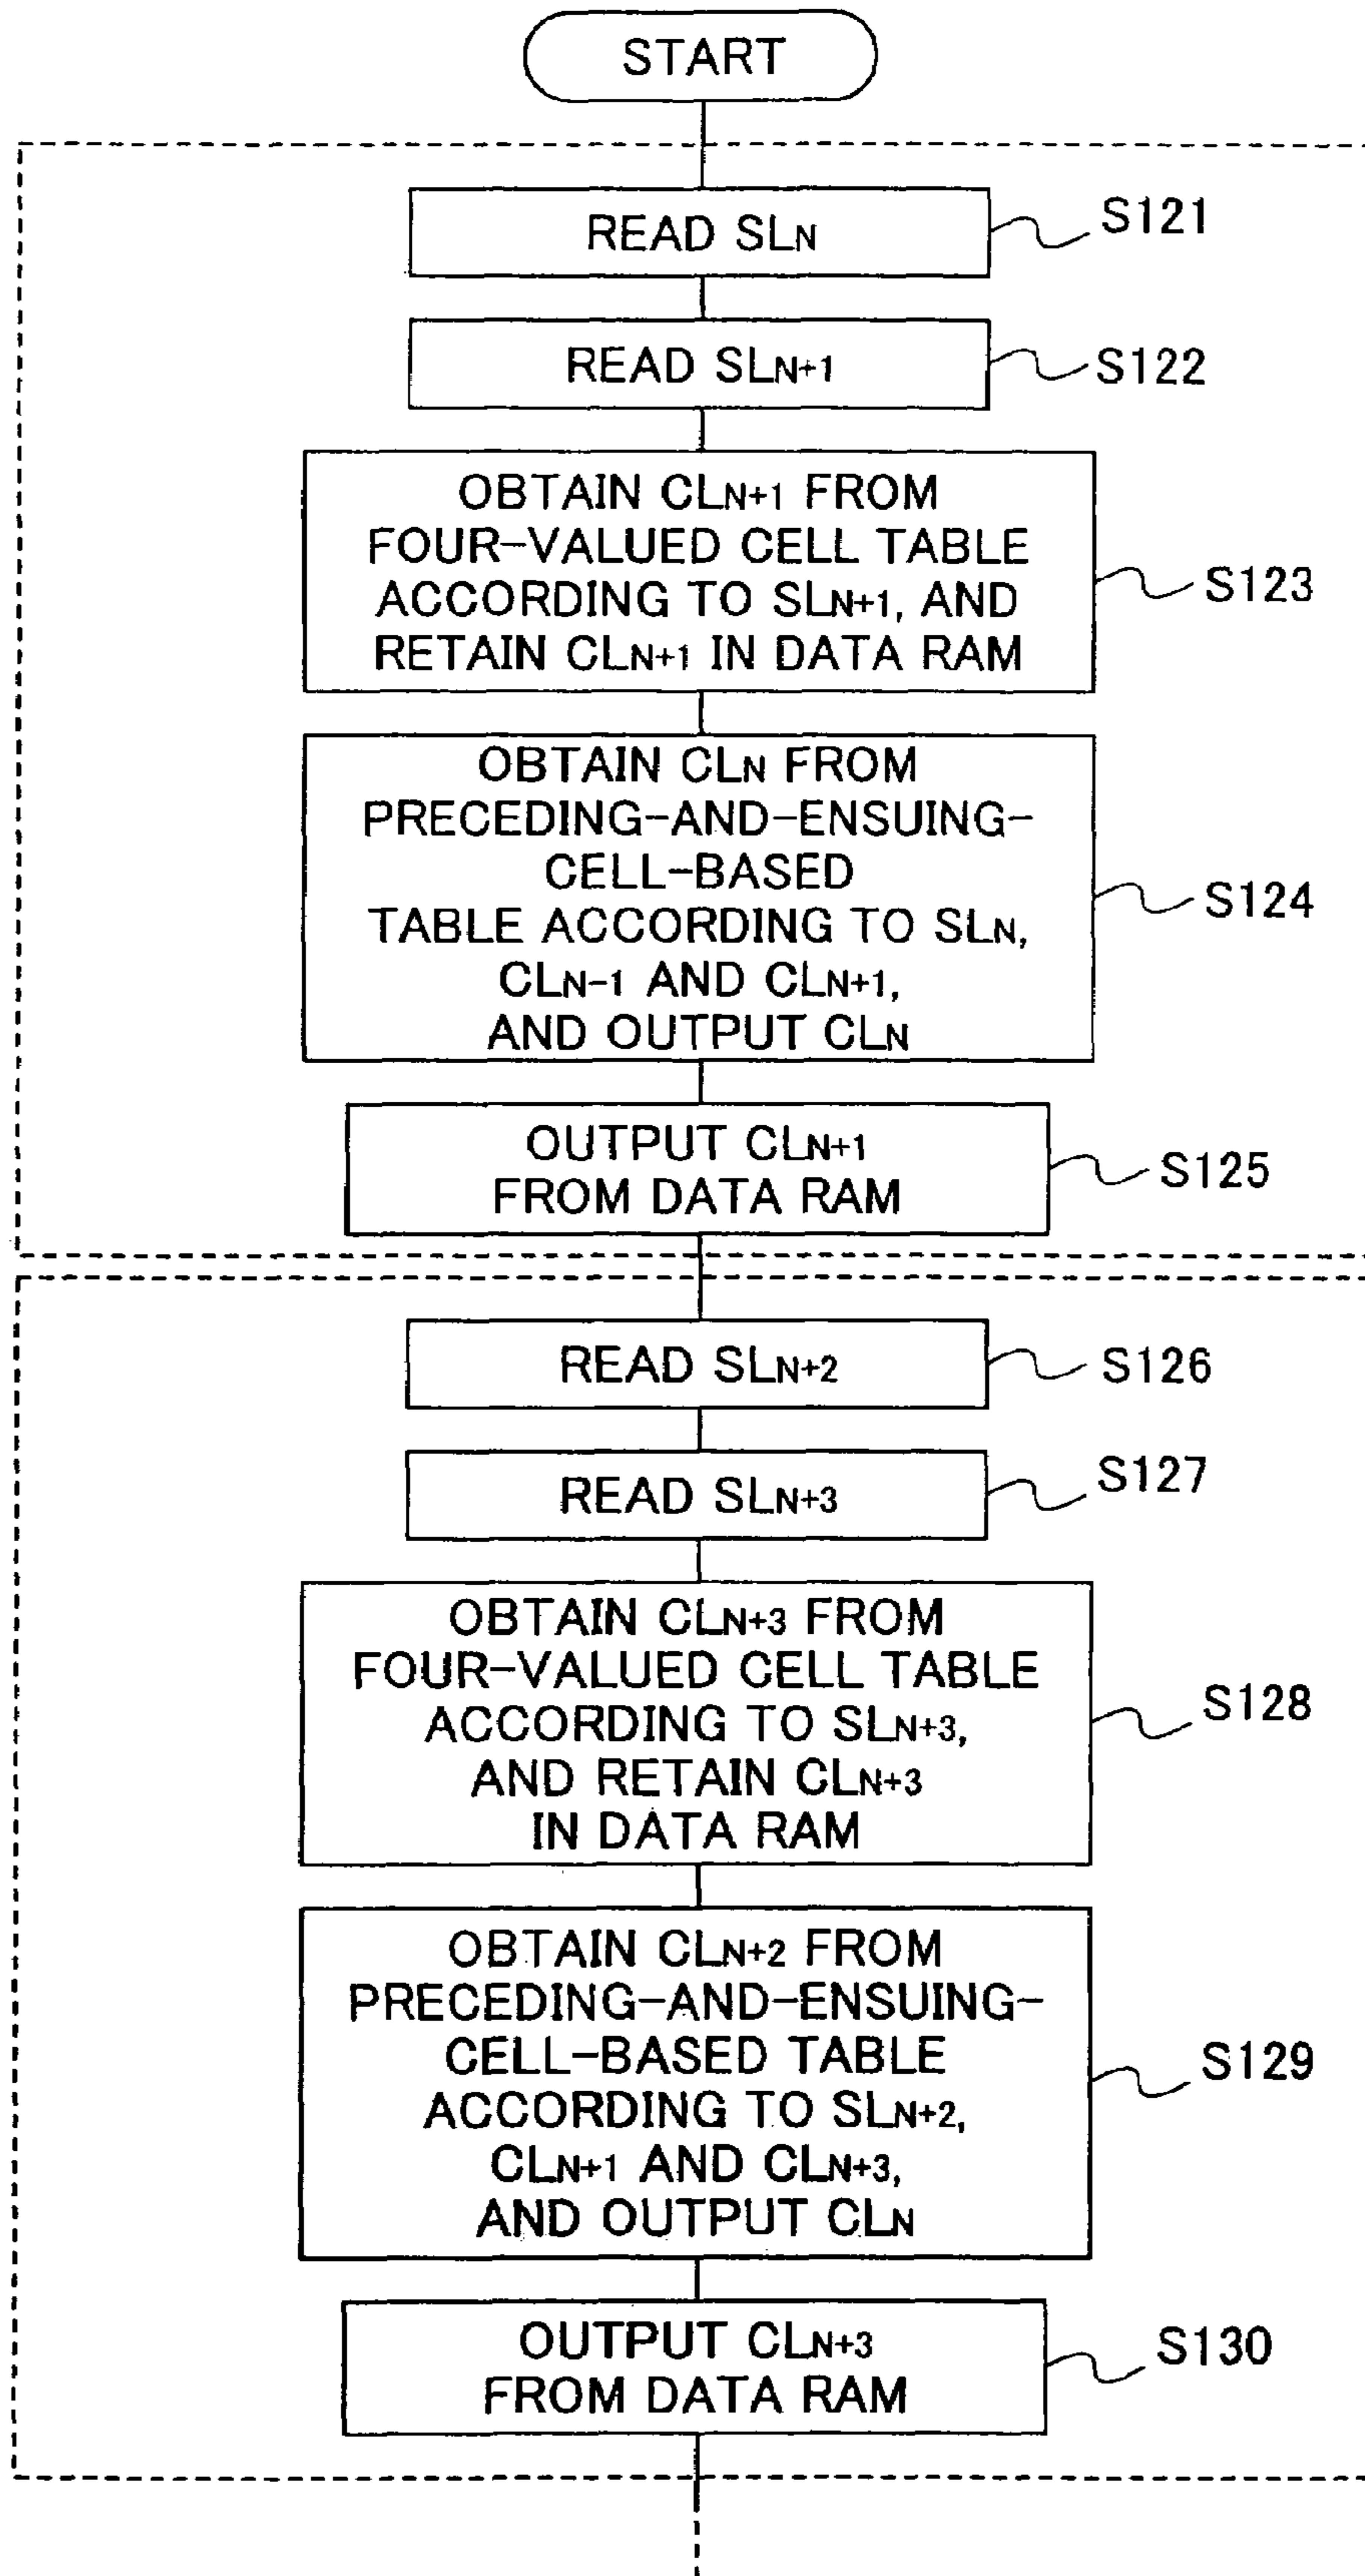 START
READ SLN
S121
READ SLN+1
S122
OBTAIN CLN+1 FROM
FOUR-VALUED CELL TABLE
ACCORDING TO SLN+1, AND
RETAIN CLN+1 IN DATA RAM
S123
OBTAIN CLN FROM
PRECEDING-AND-ENSUING-
CELL-BASED
TABLE ACCORDING TO SLN,
CLN-1 AND CLN+1,
AND OUTPUT CLN
S124
OUTPUT CLN+1
FROM DATA RAM
S125
READ SLN+2
S126
READ SLN+3
S127
OBTAIN CLN+3 FROM
FOUR-VALUED CELL TABLE
ACCORDING TO SLN+3,
AND RETAIN CLN+3
IN DATA RAM
S128
OBTAIN CLN+2 FROM
PRECEDING-AND-ENSUING-
CELL-BASED TABLE
ACCORDING TO SLN+2,
CLN+1 AND CLN+3,
AND OUTPUT CLN
S129
OUTPUT CLN+3
FROM DATA RAM
S130